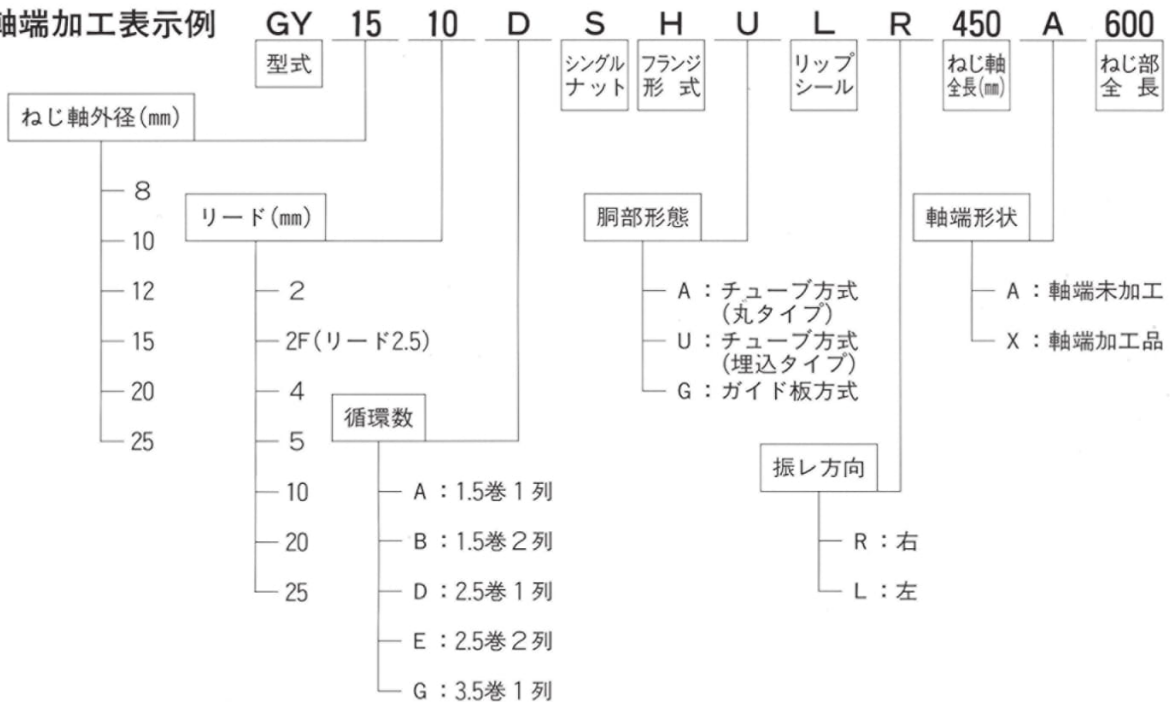 軸端加工表示例
GY 15 10 D S H U L R 450 A 600
型式
シングル
ナット
フランジ
形 式
リップ
シール
ねじ軸
全長(㎜)
ねじ部
全 長
ねじ軸外径(㎜)
8
10
12
15
20
25
リード(㎜)
2
2F(リード2.5)
4
5
10
20
25
循環数
A：1.5巻1列
B：1.5巻2列
D：2.5巻1列
E：2.5巻2列
G：3.5巻1列
胴部形態
A：チューブ方式
(丸タイプ)
U：チューブ方式
(埋込タイプ)
G：ガイド板方式
振レ方向
R：右
L：左
軸端形状
A：軸端未加工
X：軸端加工品